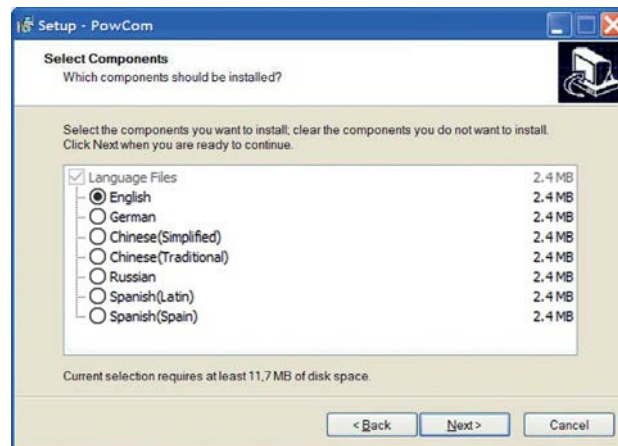 Setup - PowCom
Select Components
Which components should be installed?
Select the components you want to install; clear the components you do not want to install.
Click Next when you are ready to continue.
Language Files 2.4 MB
English 2.4 MB
German 2.4 MB
Chinese(Simplified) 2.4 MB
Chinese(Traditional) 2.4 MB
Russian 2.4 MB
Spanish(Latin) 2.4 MB
Spanish(Spain) 2.4 MB
Current selection requires at least 11,7 MB of disk space.
< Back Next > Cancel